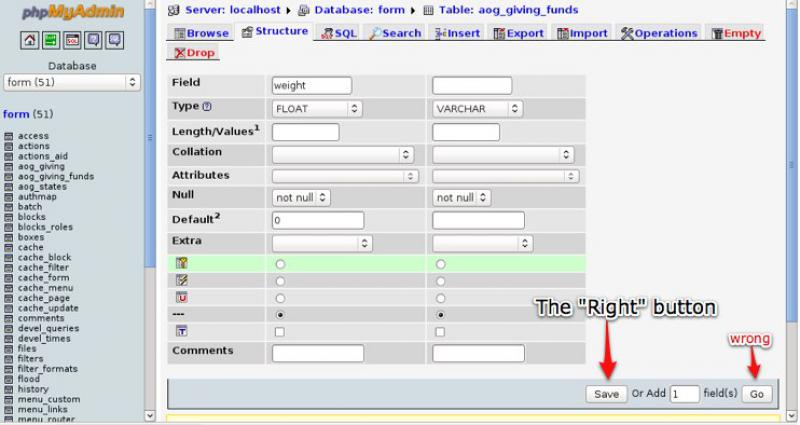 phpMyAdmin
SQL
Database
form (51)
form (51)
access
actions
actions_aid
aog_giving
aog_giving_funds
aog_states
authmap
batch
blocks
blocks_roles
boxes
cache
cache_block
cache_filter
cache_form
cache_menu
cache_page
cache_update
comments
devel_queries
devel_times
files
filters
filter_formats
flood
history
menu_custom
menu_links
menu_router
Server: localhost Database: form Table: aog_giving_funds
Browse Structure SQL Search Insert Export Import Operations Empty
Drop
Field weight
Type FLOAT VARCHAR
Length/Values1
Collation
Attributes
Null not null not null
Default2 0
Extra
U
---
T
Comments
The "Right" button
wrong
Save Or Add 1 field(s) Go